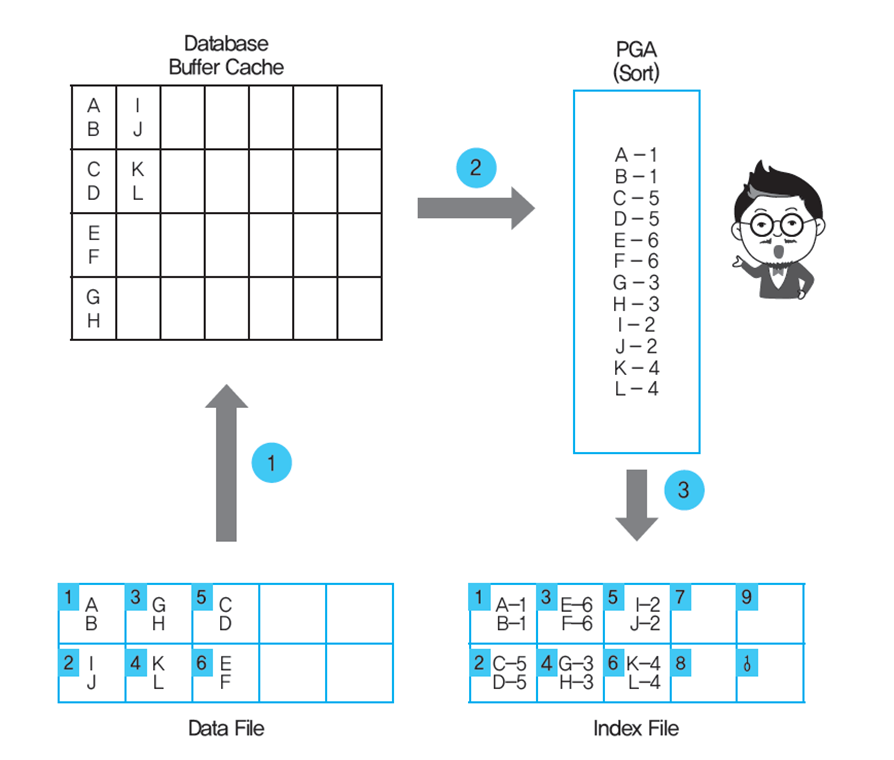 Database
Buffer Cache
A
B
I
J
C
D
K
L
E
F
G
H
2
PGA
(Sort)
A – 1
B – 1
C – 5
D – 5
E – 6
F – 6
G – 3
H – 3
I – 2
J – 2
K – 4
L – 4
1
3
1
A
B
3
G
H
5
C
D
2
I
J
4
K
L
6
E
F
Data File
1
A–1
B–1
3
E–6
F–6
5
I–2
J–2
7
9
2
C–5
D–5
4
G–3
H–3
6
K–4
L–4
8
10
Index File